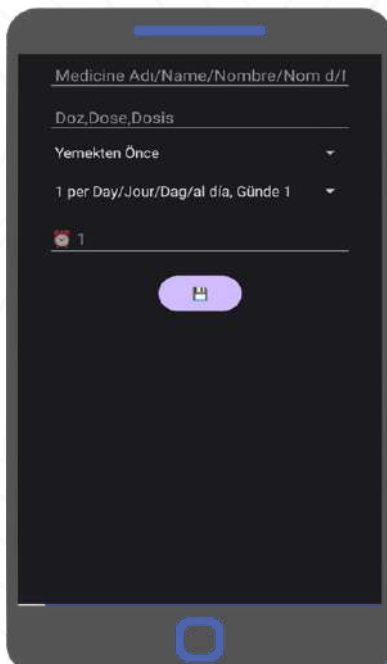 Medicine Adı/Name/Nombre/Nom d/
Doz,Dose,Dosis
Yemekten Önce
1 per Day/Jour/Dag/al día, Günde 1
⏰ 1
💾